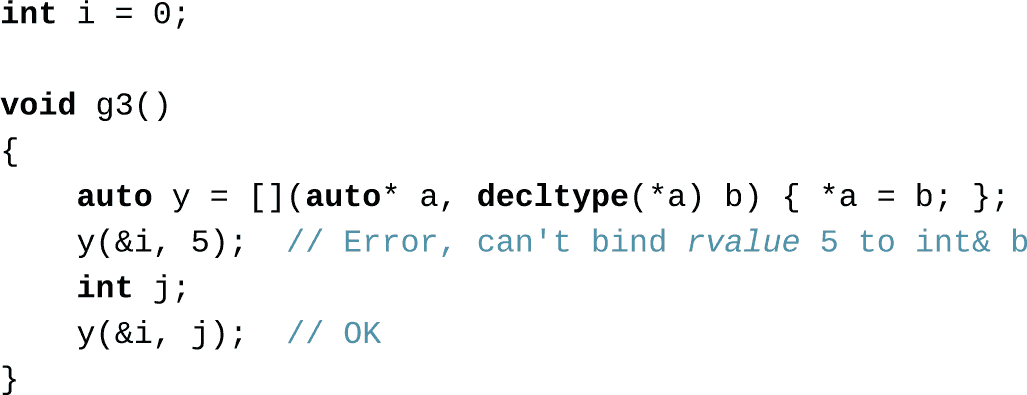 int i = 0;

void g3()
{
    auto y = [](auto* a, decltype(*a) b) { *a = b; };
    y(&i, 5);  // Error, can't bind rvalue 5 to int& b
    int j;
    y(&i, j);  // OK
}